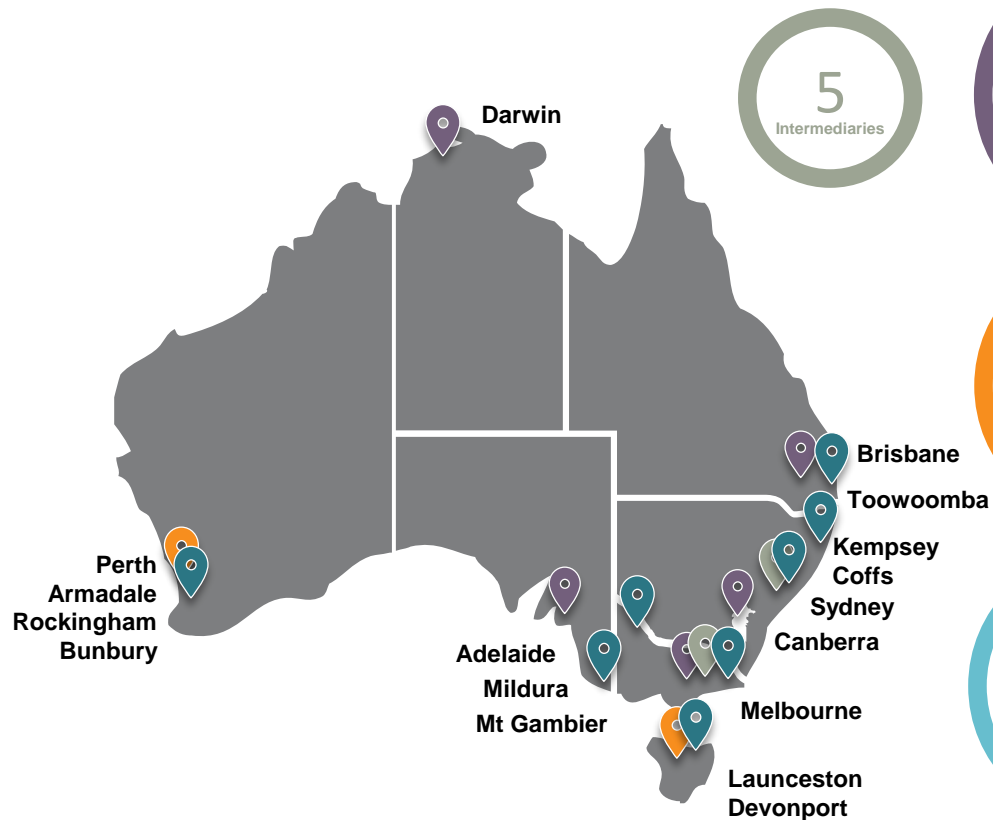 5
Intermediaries
Darwin
Brisbane
Toowoomba
Kempsey
Coffs
Sydney
Canberra
Perth
Armadale
Rockingham
Bunbury
Adelaide
Mildura
Mt Gambier
Melbourne
Launceston
Devonport